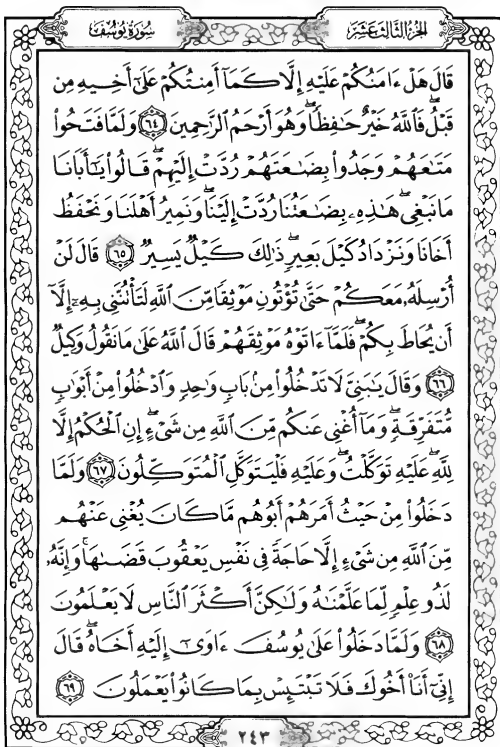 الجزء الثالث عشر
سورة يوسف
قَالَ هَلْ ءَامَنُكُمْ عَلَيْهِ إِلَّا كَمَآ أَمِنتُكُمْ عَلَىٰٓ أَخِيهِ مِن
قَبْلُ ۖ فَٱللَّهُ خَيْرٌ حَـٰفِظًا ۖ وَهُوَ أَرْحَمُ ٱلرَّٰحِمِينَ ٦٤ وَلَمَّا فَتَحُوا۟
مَتَـٰعَهُمْ وَجَدُوا۟ بِضَـٰعَتَهُمْ رُدَّتْ إِلَيْهِمْ ۖ قَالُوا۟ يَـٰٓأَبَانَا
مَا نَبْغِى ۖ هَـٰذِهِۦ بِضَـٰعَتُنَا رُدَّتْ إِلَيْنَا ۖ وَنَمِيرُ أَهْلَنَا وَنَحْفَظُ
أَخَانَا وَنَزْدَادُ كَيْلَ بَعِيرٍ ۖ ذَٰلِكَ كَيْلٌ يَسِيرٌ ٦٥ قَالَ لَنْ
أُرْسِلَهُۥ مَعَكُمْ حَتَّىٰ تُؤْتُونِ مَوْثِقًا مِّنَ ٱللَّهِ لَتَأْتُنَّنِى بِهِۦٓ إِلَّآ
أَن يُحَاطَ بِكُمْ ۖ فَلَمَّآ ءَاتَوْهُ مَوْثِقَهُمْ قَالَ ٱللَّهُ عَلَىٰ مَا نَقُولُ وَكِيلٌ
٦٦ وَقَالَ يَـٰبَنِىَّ لَا تَدْخُلُوا۟ مِنۢ بَابٍ وَٰحِدٍ وَٱدْخُلُوا۟ مِنْ أَبْوَٰبٍ
مُّتَفَرِّقَةٍ ۖ وَمَآ أُغْنِى عَنكُم مِّنَ ٱللَّهِ مِن شَىْءٍ ۖ إِنِ ٱلْحُكْمُ إِلَّا
لِلَّهِ ۖ عَلَيْهِ تَوَكَّلْتُ ۖ وَعَلَيْهِ فَلْيَتَوَكَّلِ ٱلْمُتَوَكِّلُونَ ٦٧ وَلَمَّا
دَخَلُوا۟ مِنْ حَيْثُ أَمَرَهُمْ أَبُوهُم مَّا كَانَ يُغْنِى عَنْهُم
مِّنَ ٱللَّهِ مِن شَىْءٍ إِلَّا حَاجَةً فِى نَفْسِ يَعْقُوبَ قَضَىٰهَا ۚ وَإِنَّهُۥ
لَذُو عِلْمٍ لِّمَا عَلَّمْنَـٰهُ وَلَـٰكِنَّ أَكْثَرَ ٱلنَّاسِ لَا يَعْلَمُونَ
٦٨ وَلَمَّا دَخَلُوا۟ عَلَىٰ يُوسُفَ ءَاوَىٰٓ إِلَيْهِ أَخَاهُ ۖ قَالَ
إِنِّىٓ أَنَا۠ أَخُوكَ فَلَا تَبْتَئِسْ بِمَا كَانُوا۟ يَعْمَلُونَ ٦٩
٢٤٣